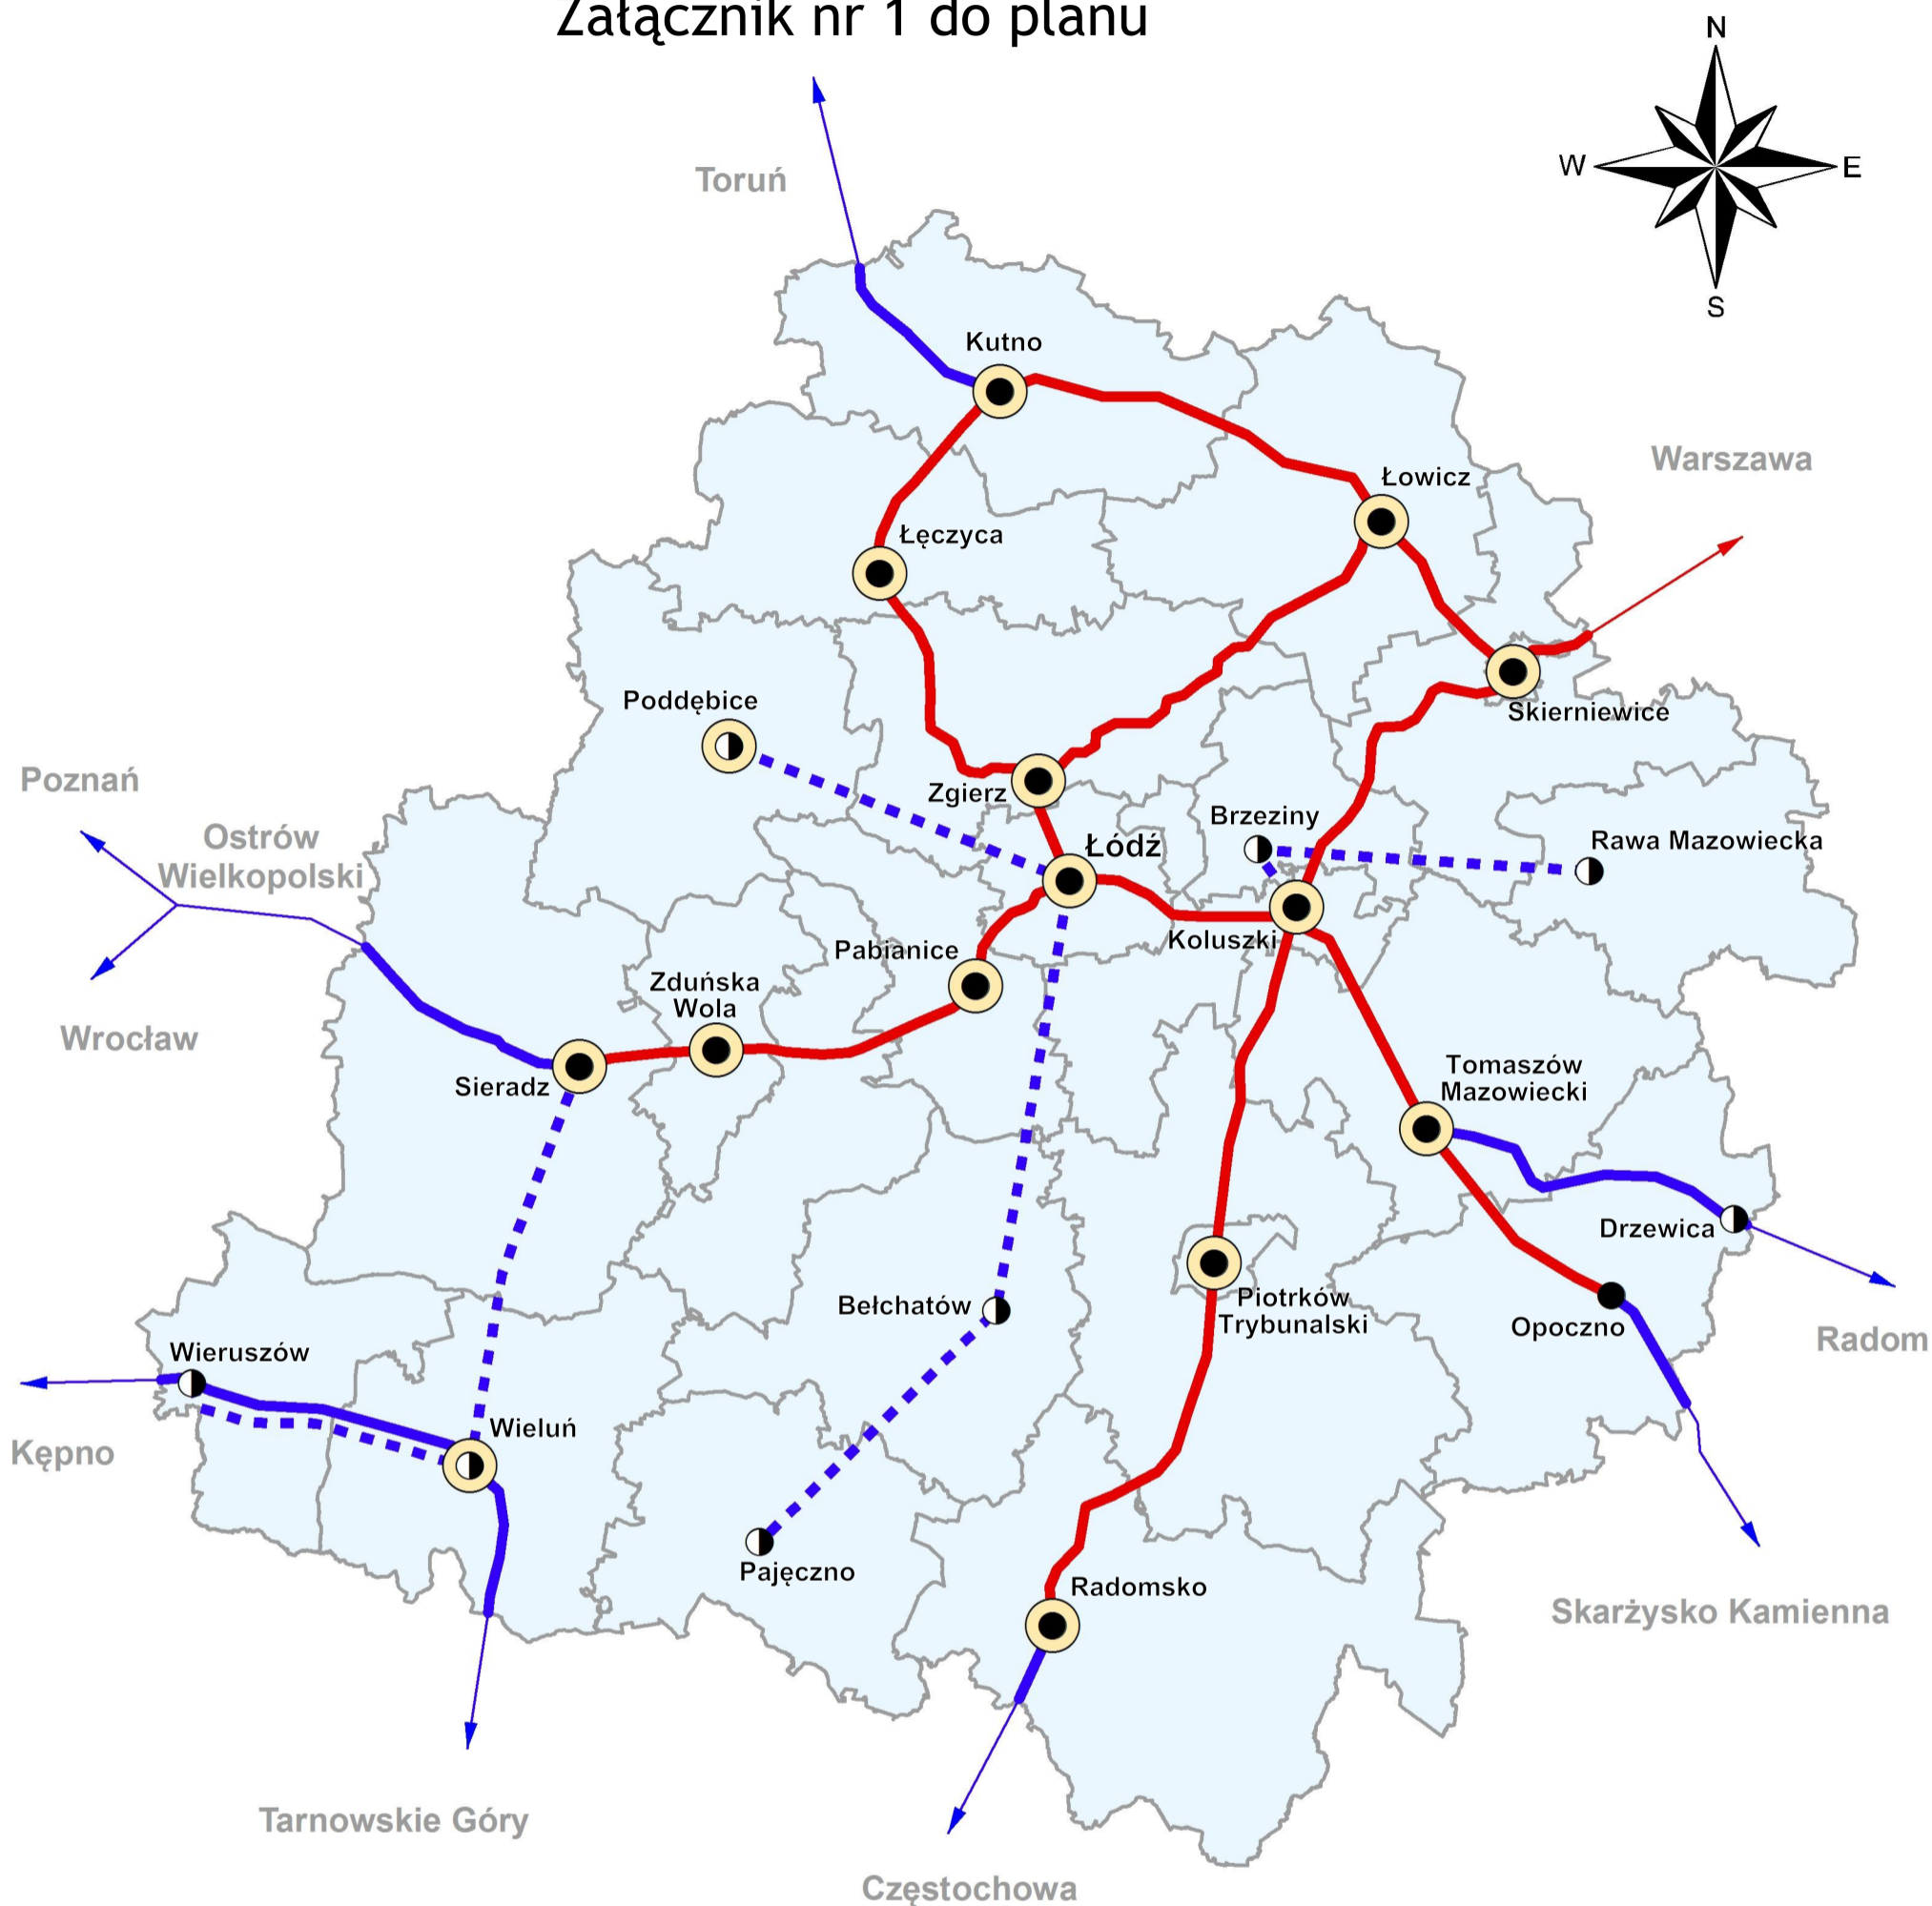 Załącznik nr 1 do planu
N
W
E
S
Toruń
Kutno
Łowicz
Warszawa
Łęczyca
Poddębice
Skierniewice
Poznań
Zgierz
Brzeziny
Ostrów
Wielkopolski
Łódź
Rawa Mazowiecka
Koluszki
Pabianice
Zduńska
Wola
Wrocław
Sieradz
Tomaszów
Mazowiecki
Drzewica
Bełchatów
Piotrków
Trybunalski
Opoczno
Radom
Wieruszów
Kępno
Wieluń
Pajęczno
Radomsko
Skarżysko Kamienna
Tarnowskie Góry
Częstochowa